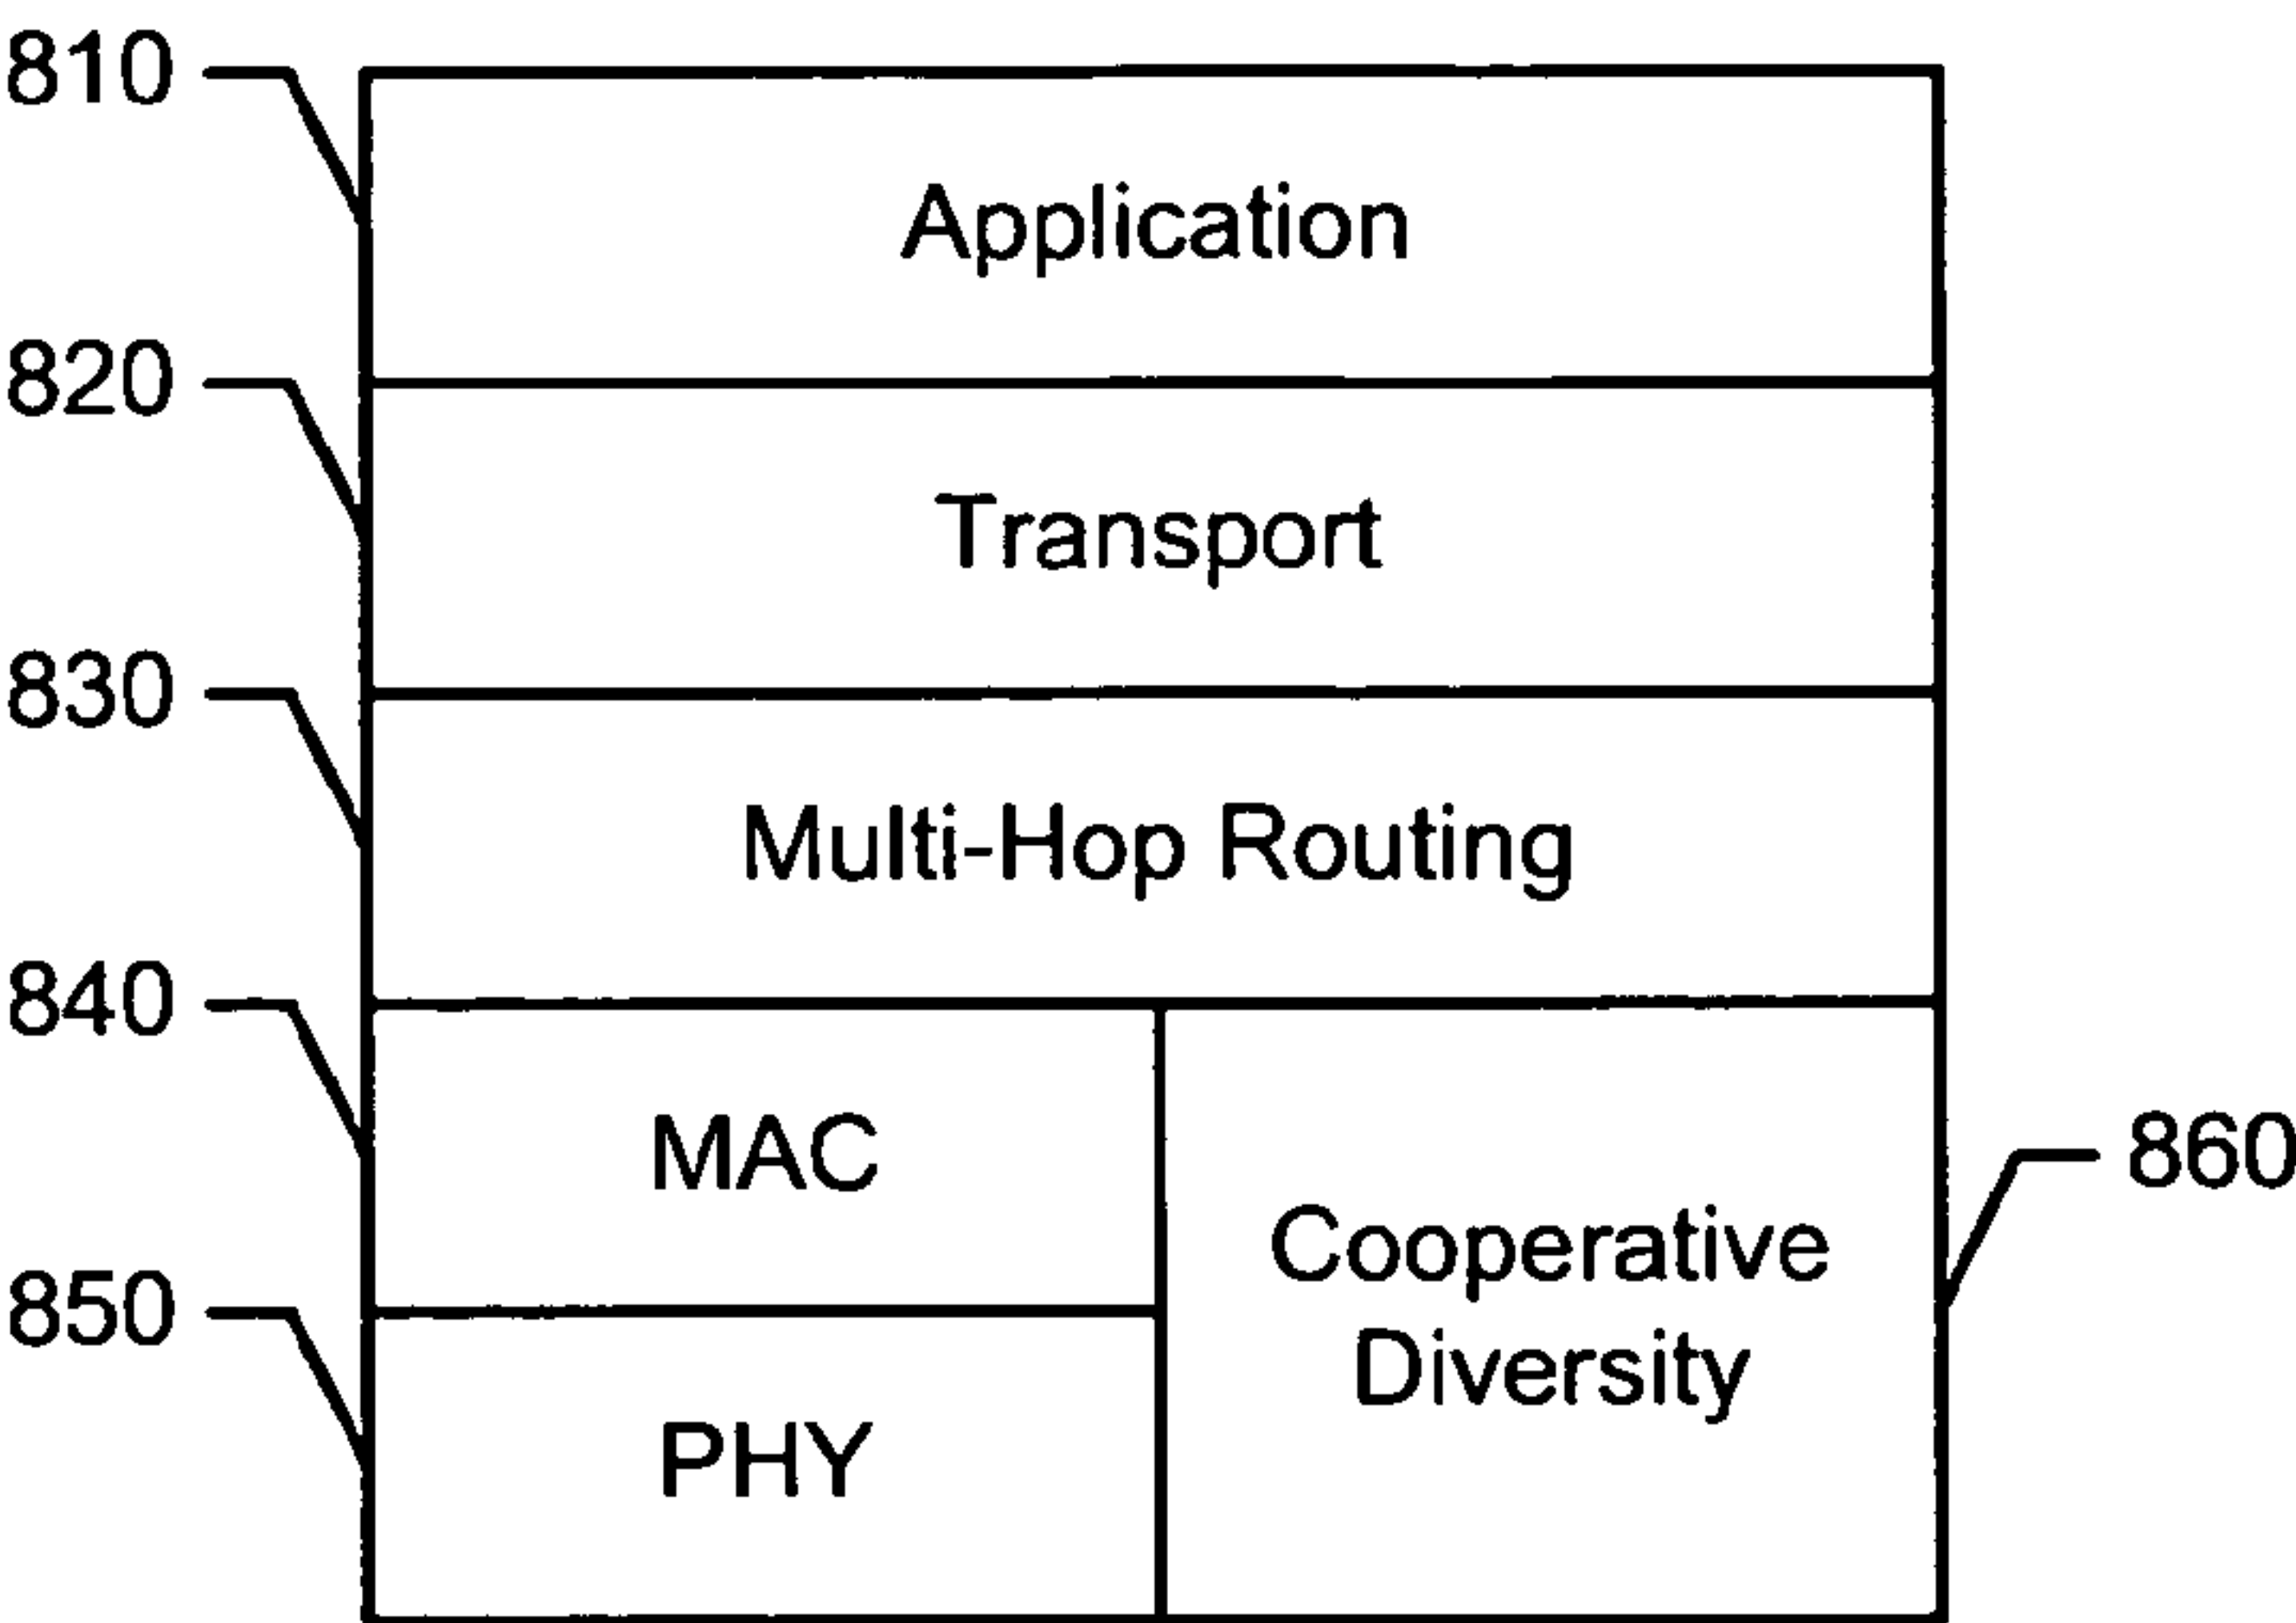 810
Application
820
Transport
830
Multi-Hop Routing
840
MAC
860
Cooperative
Diversity
850
PHY